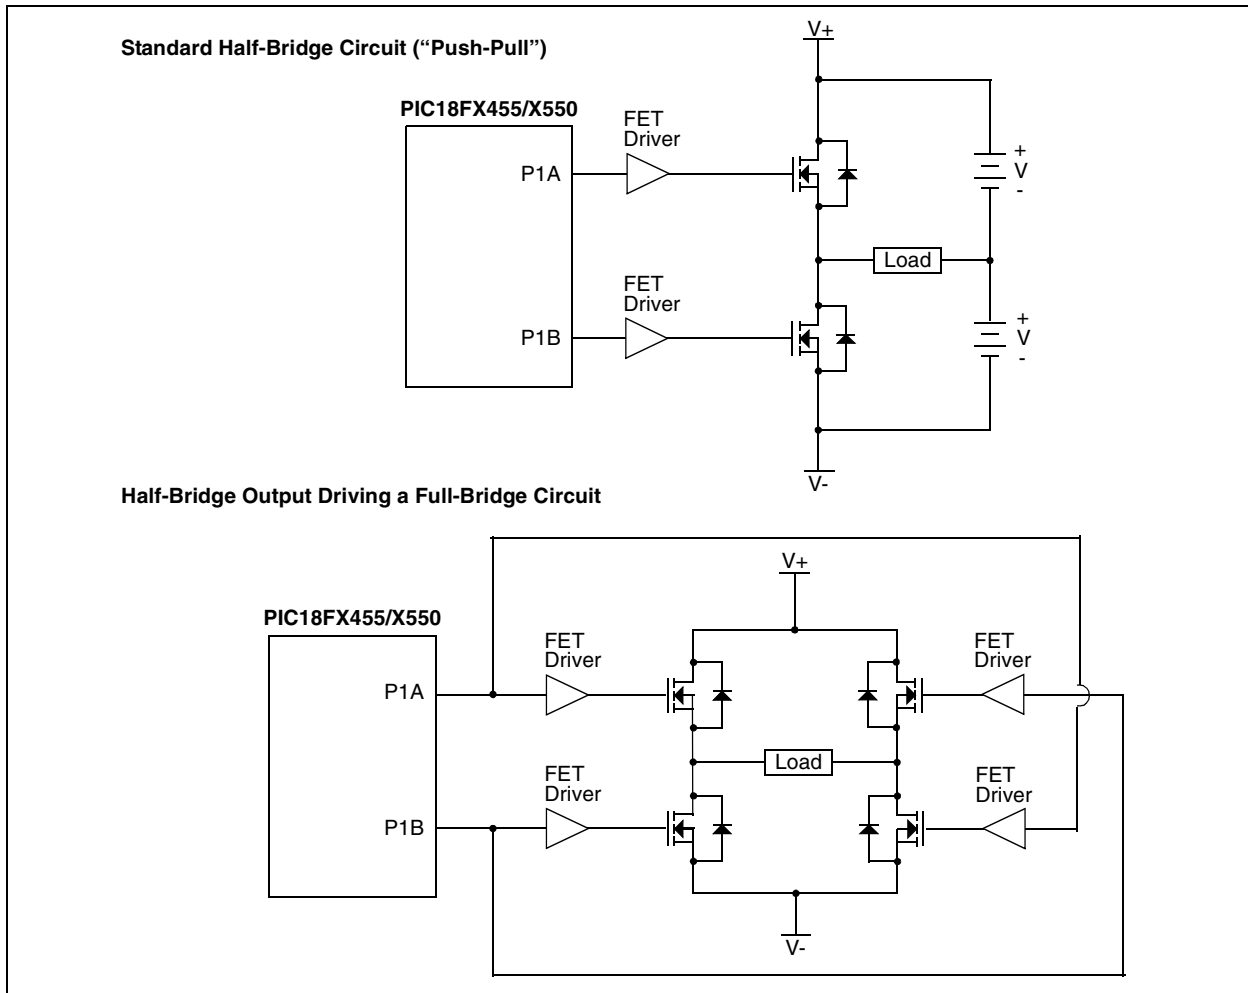 Standard Half-Bridge Circuit (“Push-Pull”)
V+
PIC18FX455/X550
FET
Driver
P1A
+
V
-
Load
FET
Driver
P1B
+
V
-
V-
Half-Bridge Output Driving a Full-Bridge Circuit
V+
PIC18FX455/X550
FET
Driver
FET
Driver
P1A
Load
FET
Driver
FET
Driver
P1B
V-